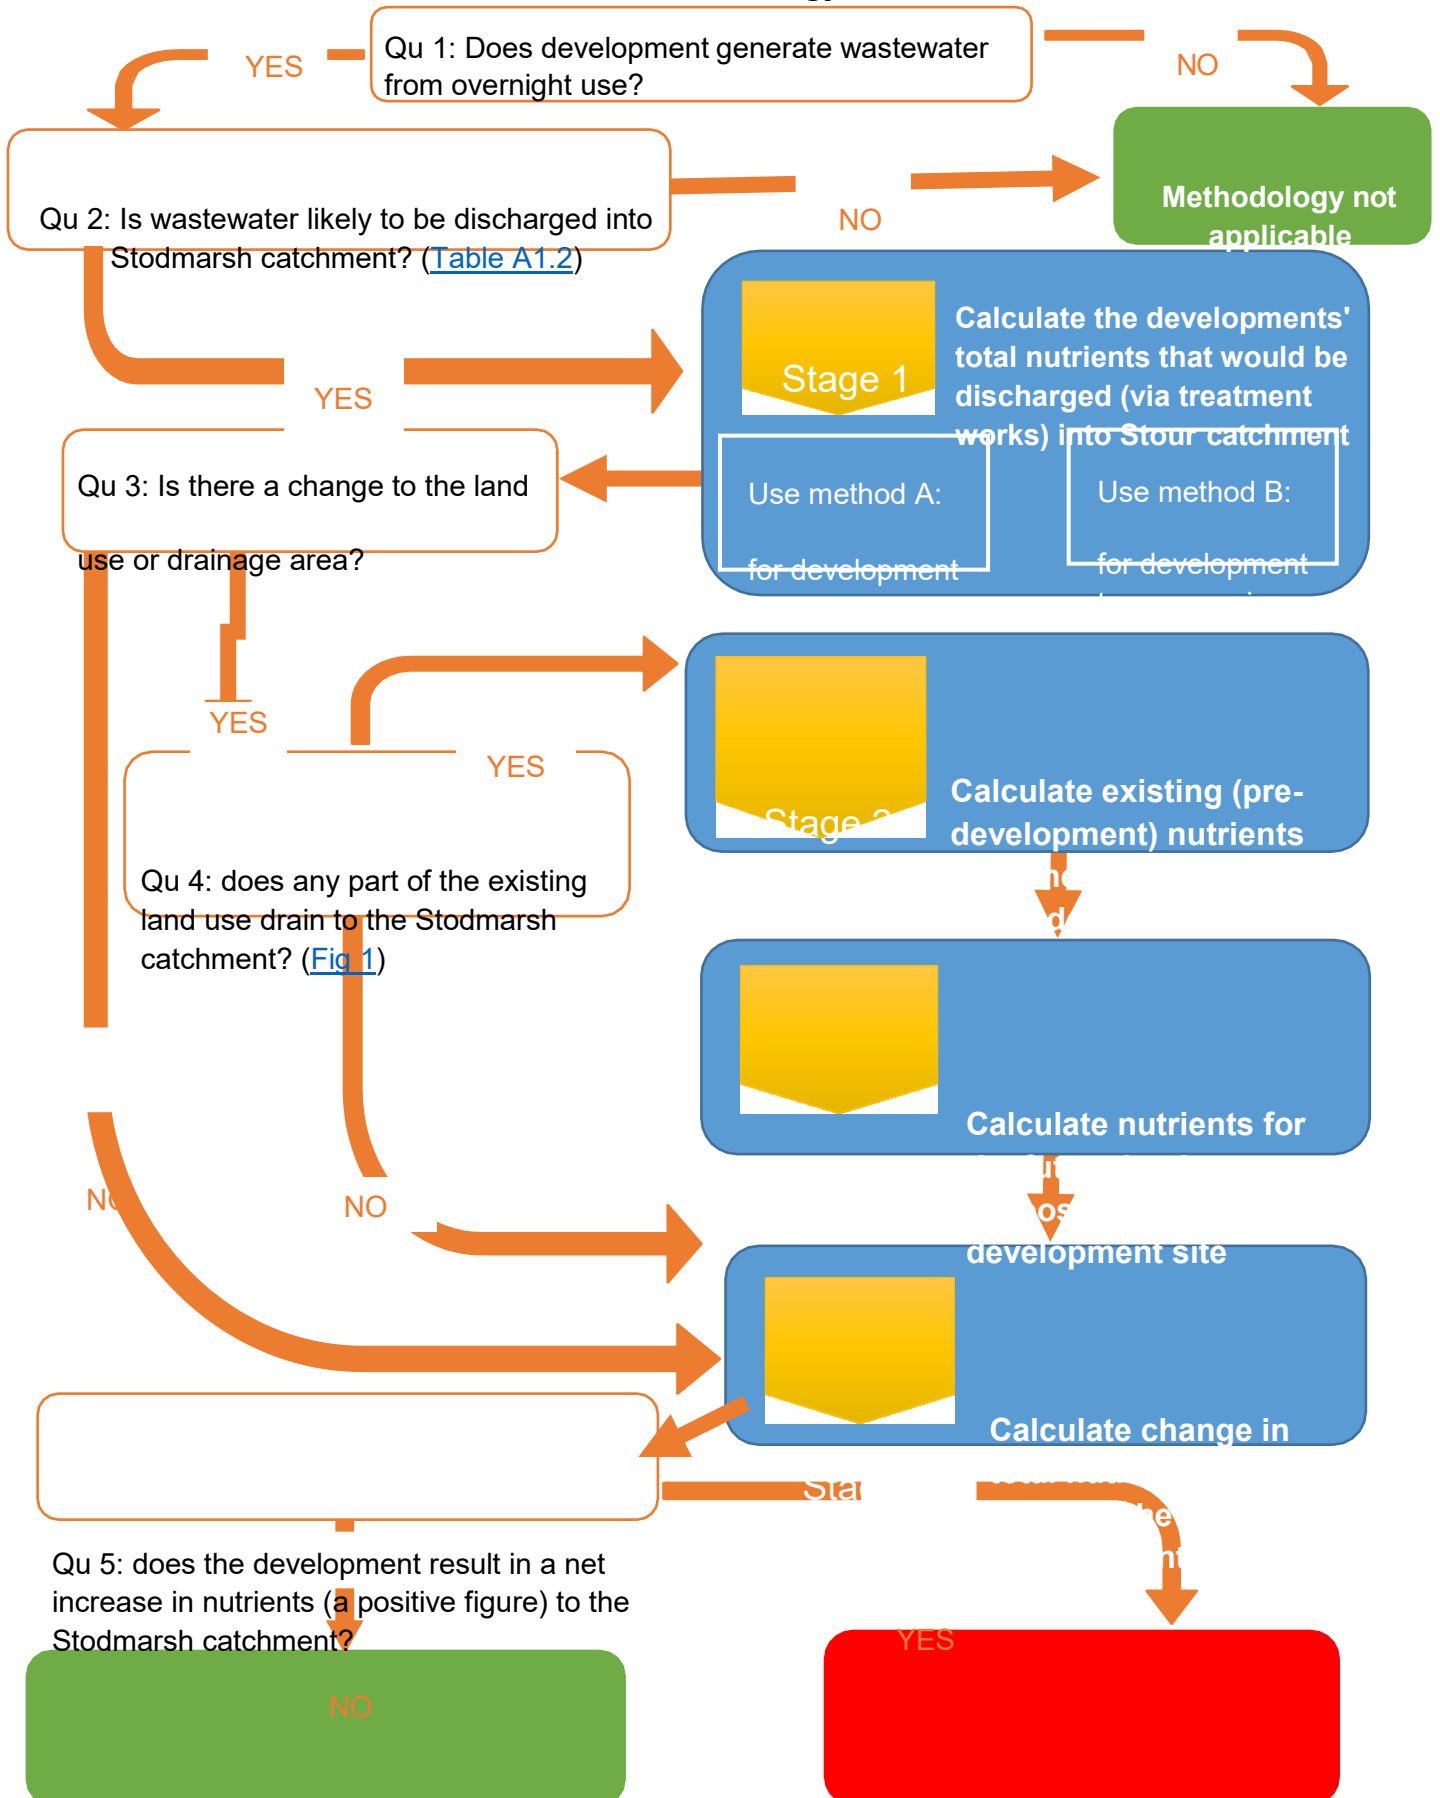 Qu 1: Does development generate wastewater
from overnight use?
YES
NO
Methodology not
applicable
Qu 2: Is wastewater likely to be discharged into
Stodmarsh catchment? (Table A1.2)
NO
YES
Stage 1
Calculate the developments'
total nutrients that would be
discharged (via treatment
works) into Stour catchment
Use method A:
for development
Use method B:
for development
Qu 3: Is there a change to the land
use or drainage area?
YES
YES
Stage
Calculate existing (pre-
development) nutrients
Qu 4: does any part of the existing
land use drain to the Stodmarsh
catchment? (Fig 1)
Calculate nutrients for
development site
NO
NO
Calculate change in
Qu 5: does the development result in a net
increase in nutrients (a positive figure) to the
Stodmarsh catchment?
YES
NO